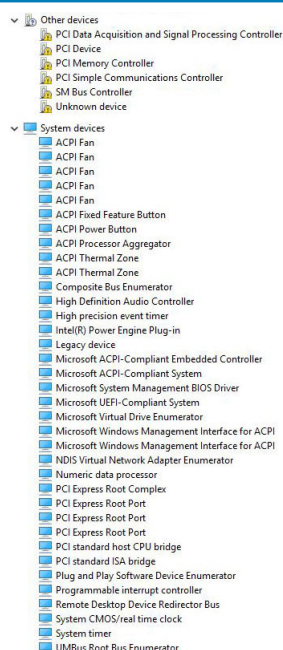 Other devices
PCI Data Acquisition and Signal Processing Controller
PCI Device
PCI Memory Controller
PCI Simple Communications Controller
SM Bus Controller
Unknown device
System devices
ACPI Fan
ACPI Fan
ACPI Fan
ACPI Fan
ACPI Fan
ACPI Fixed Feature Button
ACPI Power Button
ACPI Processor Aggregator
ACPI Thermal Zone
ACPI Thermal Zone
Composite Bus Enumerator
High Definition Audio Controller
High precision event timer
Intel(R) Power Engine Plug-in
Legacy device
Microsoft ACPI-Compliant Embedded Controller
Microsoft ACPI-Compliant System
Microsoft System Management BIOS Driver
Microsoft UEFI-Compliant System
Microsoft Virtual Drive Enumerator
Microsoft Windows Management Interface for ACPI
Microsoft Windows Management Interface for ACPI
NDIS Virtual Network Adapter Enumerator
Numeric data processor
PCI Express Root Complex
PCI Express Root Port
PCI Express Root Port
PCI Express Root Port
PCI standard host CPU bridge
PCI standard ISA bridge
Plug and Play Software Device Enumerator
Programmable interrupt controller
Remote Desktop Device Redirector Bus
System CMOS/real time clock
System timer
UMBus Root Bus Enumerator